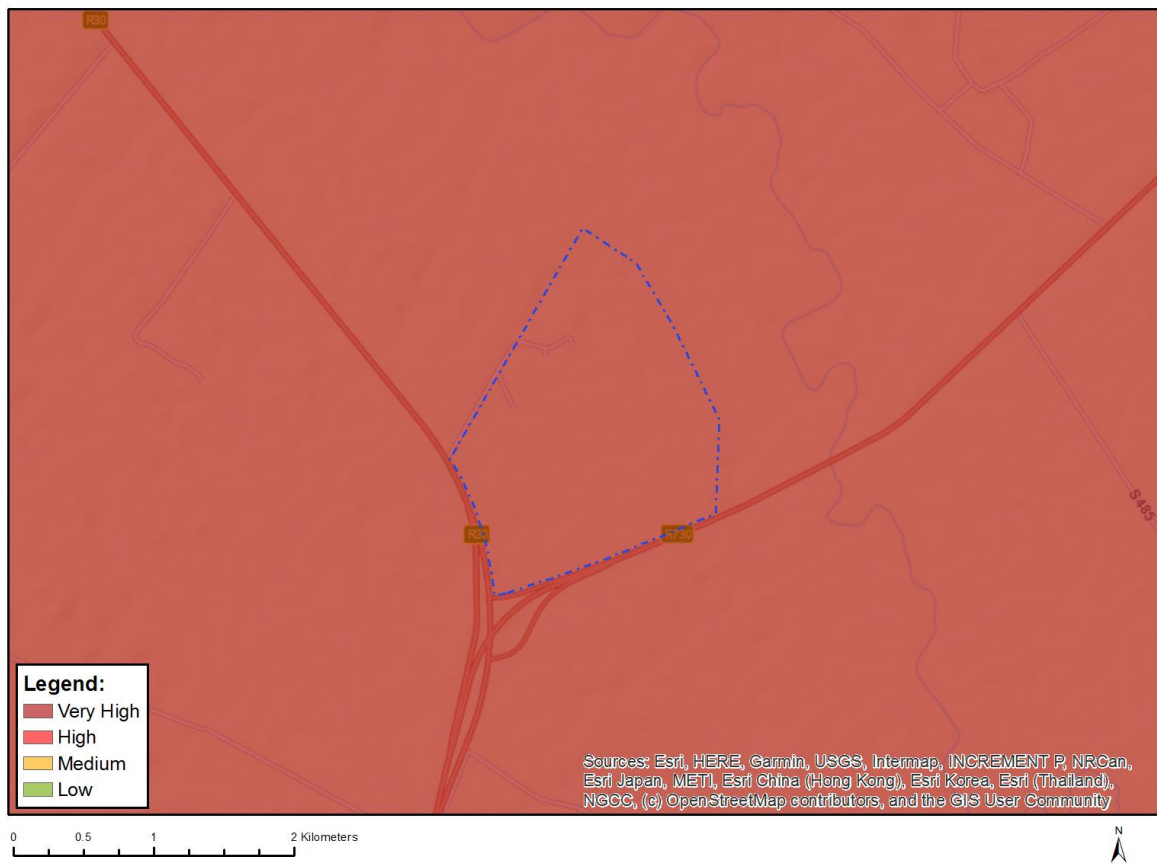 R30
S 485
R30
R730
Legend:
Very High
High
Medium
Low
Sources: Esri, HERE, Garmin, USGS, Intermap, INCREMENT P, NRCan,
Esri Japan, METI, Esri China (Hong Kong), Esri Korea, Esri (Thailand),
NGCC, (c) OpenStreetMap contributors, and the GIS User Community
0 0.5 1 2 Kilometers
N